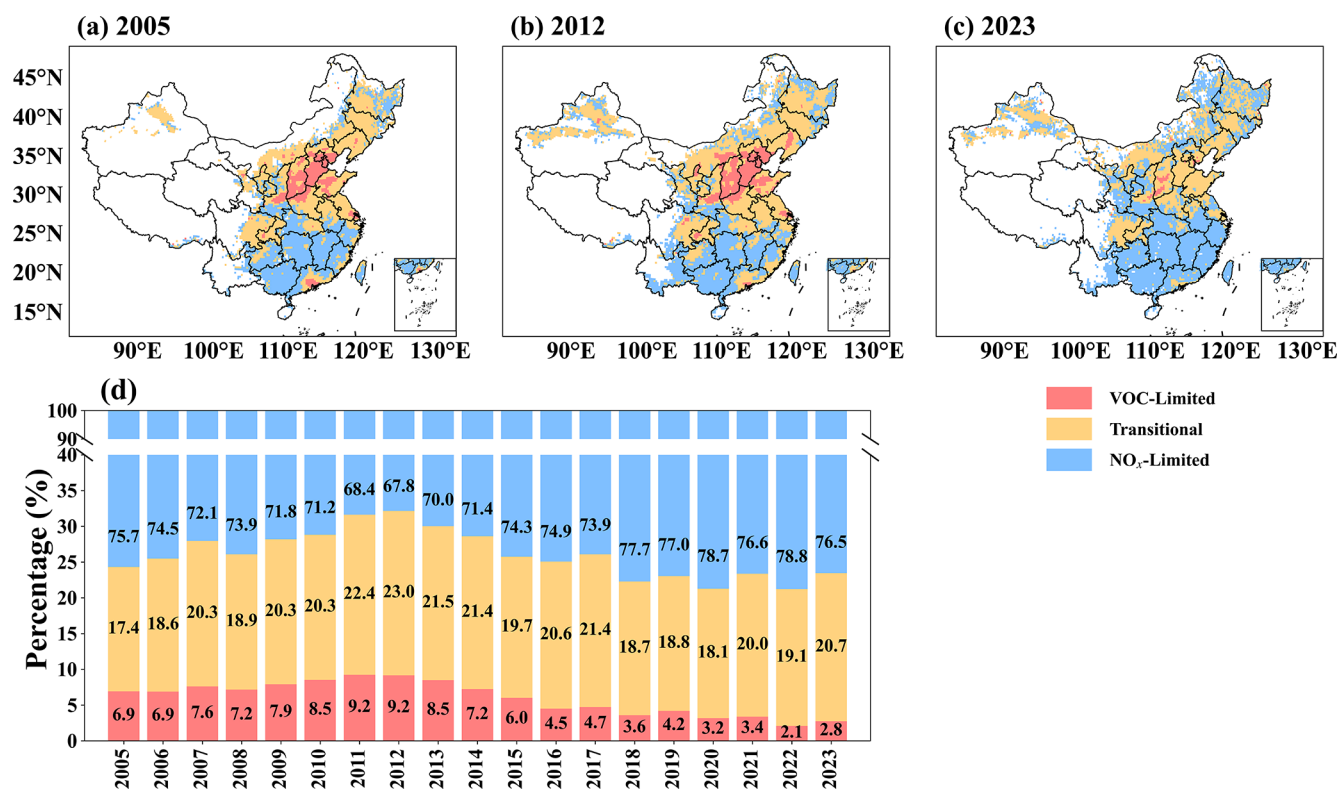 (a) 2005
(b) 2012
(c) 2023
45°N
40°N
35°N
30°N
25°N
20°N
15°N
90°E 100°E 110°E 120°E 130°E
90°E 100°E 110°E 120°E 130°E
90°E 100°E 110°E 120°E 130°E
(d)
VOC-Limited
Transitional
NOx-Limited
Percentage (%)
100
90
40
35
30
25
20
15
10
5
0
75.7 74.5 72.1 73.9 71.8 71.2 68.4 67.8 70.0 71.4 74.3 74.9 73.9 77.7 77.0 78.7 76.6 78.8 76.5
17.4 18.6 20.3 18.9 20.3 20.3 22.4 23.0 21.5 21.4 19.7 20.6 21.4 18.7 18.8 18.1 20.0 19.1 20.7
6.9 6.9 7.6 7.2 7.9 8.5 9.2 9.2 8.5 7.2 6.0 4.5 4.7 3.6 4.2 3.2 3.4 2.1 2.8
2005 2006 2007 2008 2009 2010 2011 2012 2013 2014 2015 2016 2017 2018 2019 2020 2021 2022 2023